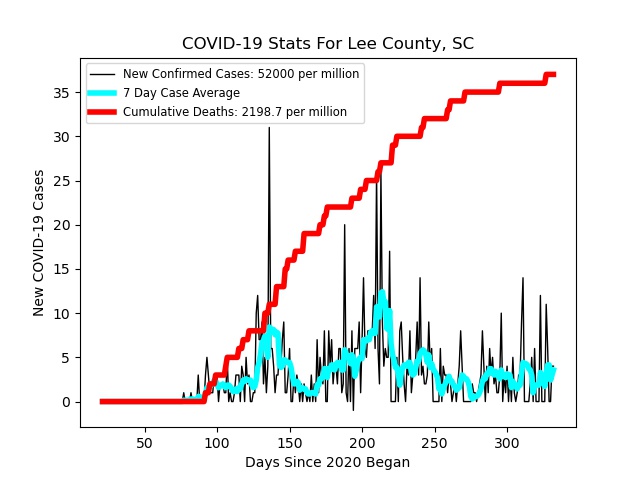 COVID-19 Stats For Lee County, SC
New Confirmed Cases: 52000 per million
7 Day Case Average
Cumulative Deaths: 2198.7 per million
New COVID-19 Cases
35
30
25
20
15
10
5
0
50 100 150 200 250 300
Days Since 2020 Began